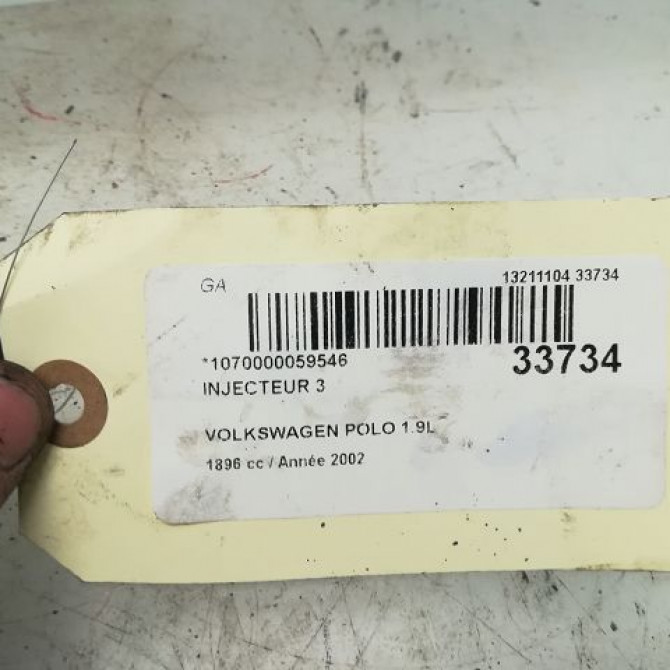 GA
13211104 33734
*1070000059546
33734
INJECTEUR 3
VOLKSWAGEN POLO 1.9L
1896 cc / Année 2002